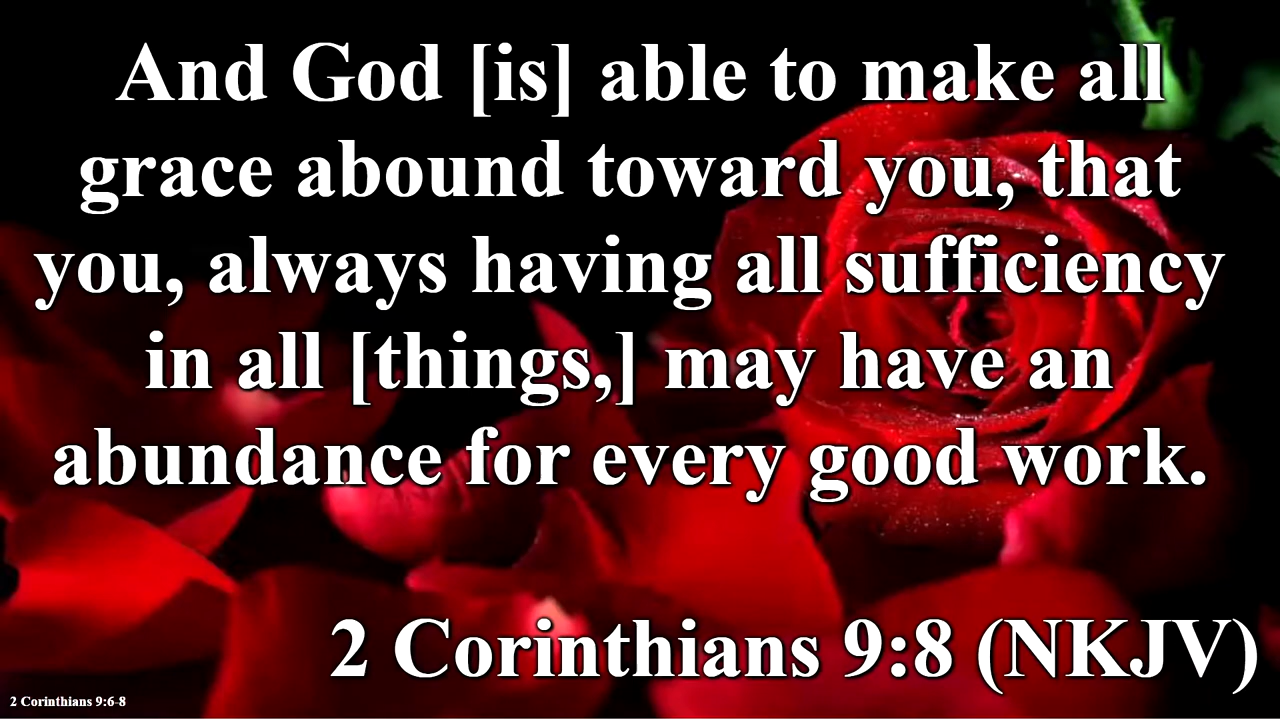 And God [is] able to make all
grace abound toward you, that
you, always having all sufficiency
in all [things,] may have an
abundance for every good work.
2 Corinthians 9:8 (NKJV)
2 Corinthians 9:6-8